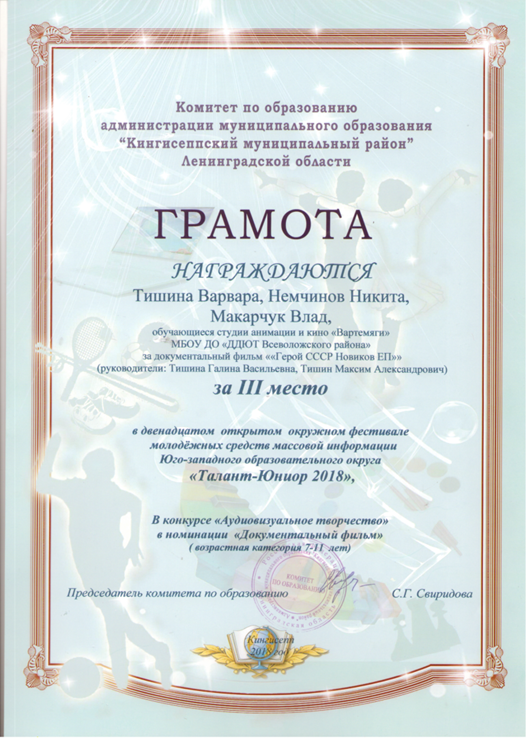 Комитет по образованию
администрации муниципального образования
"Кингисеппский муниципальный район"
Ленинградской области
ГРАМОТА
НАГРАЖДАЮТСЯ
Тишина Варвара, Немчинов Никита,
Макарчук Влад,
обучающиеся студии анимации и кино «Вартемяги»
МБОУ ДО «ДДЮТ Всеволожского района»
за документальный фильм ««Герой СССР Новиков ЕП»»
(руководители: Тишина Галина Васильевна, Тишин Максим Александрович)
за III место
в двенадцатом открытом окружном фестивале
молодёжных средств массовой информации
Юго-западного образовательного округа
«Талант-Юниор 2018»,
В конкурсе «Аудиовизуальное творчество»
в номинации «Документальный фильм»
( возрастная категория 7-11 лет)
КОМИТЕТ
ПО ОБРАЗОВАНИЮ
Председатель комитета по образованию С.Г. Свиридова
Кингисепп
2018 год